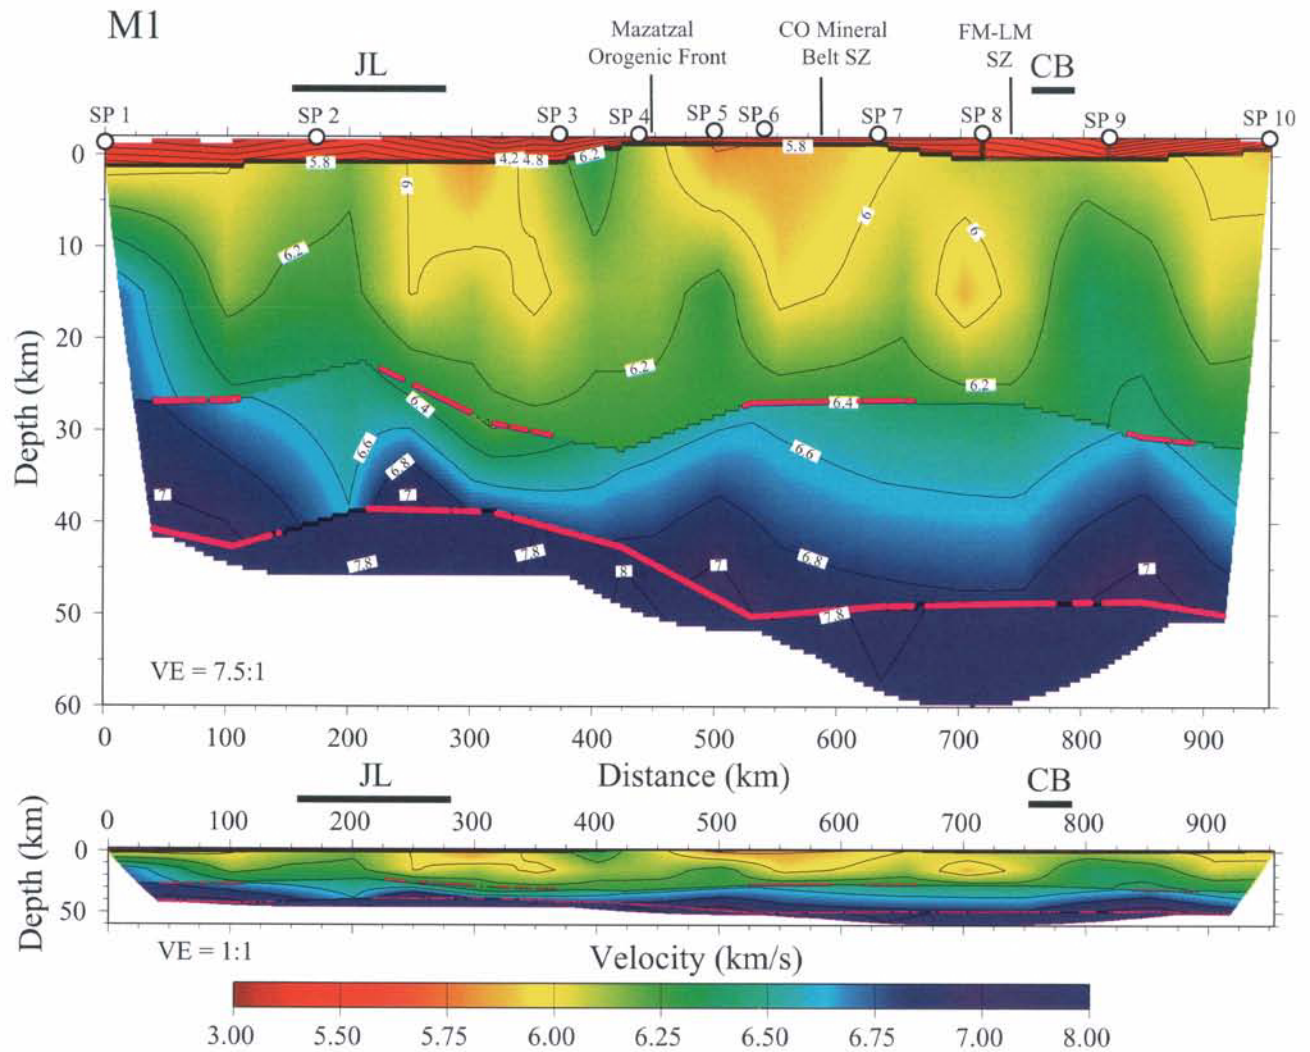 M1
Mazatzal
Orogenic Front
CO Mineral
Belt SZ
FM-LM
SZ
JL
CB
SP 1
SP 2
SP 3
SP 4
SP 5
SP 6
SP 7
SP 8
SP 9
SP 10
5.8
4.2
4.8
6.2
5.8
6
6
6
6.2
6.2
6.2
6.4
6.4
6.6
6.6
6.8
7
7
6.8
7.8
7.8
8
7
7
7.8
0
10
20
30
40
50
60
Depth (km)
VE = 7.5:1
0
100
200
300
400
500
600
700
800
900
Distance (km)
JL
CB
0
100
200
300
400
500
600
700
800
900
0
50
Depth (km)
VE = 1:1
Velocity (km/s)
3.00
5.50
5.75
6.00
6.25
6.50
6.75
7.00
8.00